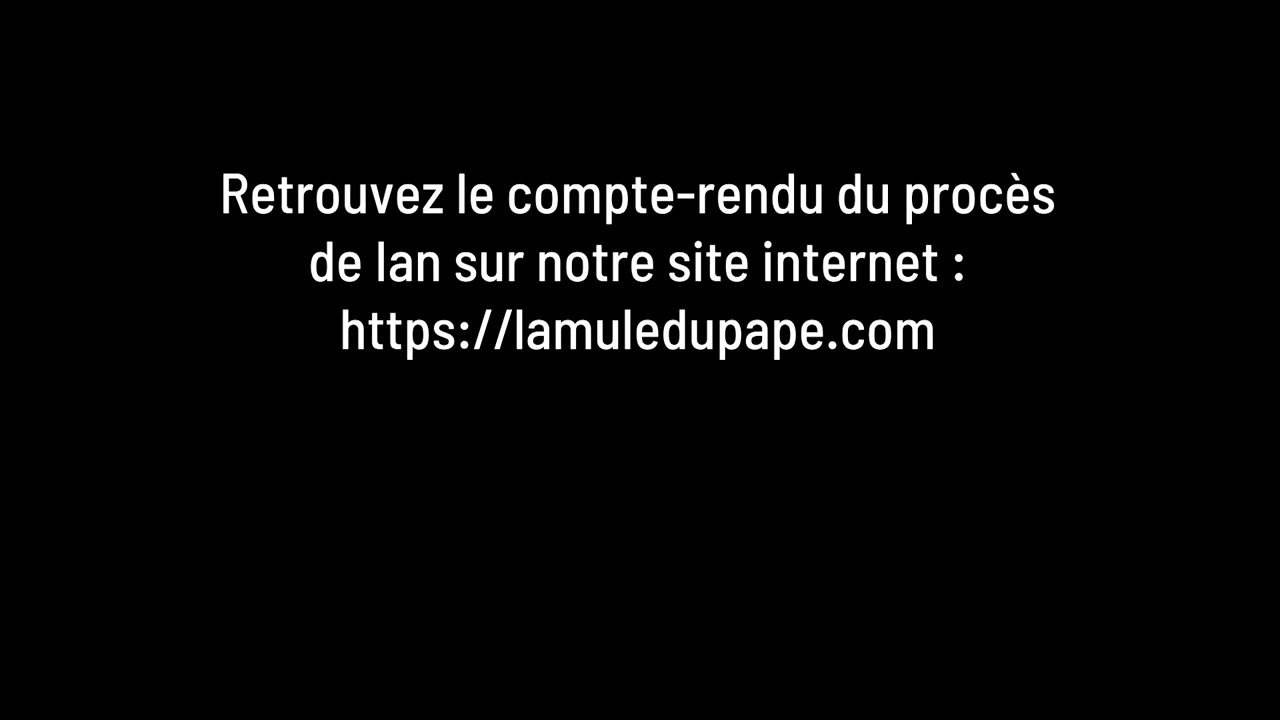 Retrouvez le compte-rendu du procès
de Ian sur notre site internet :
https://lamuledupape.com